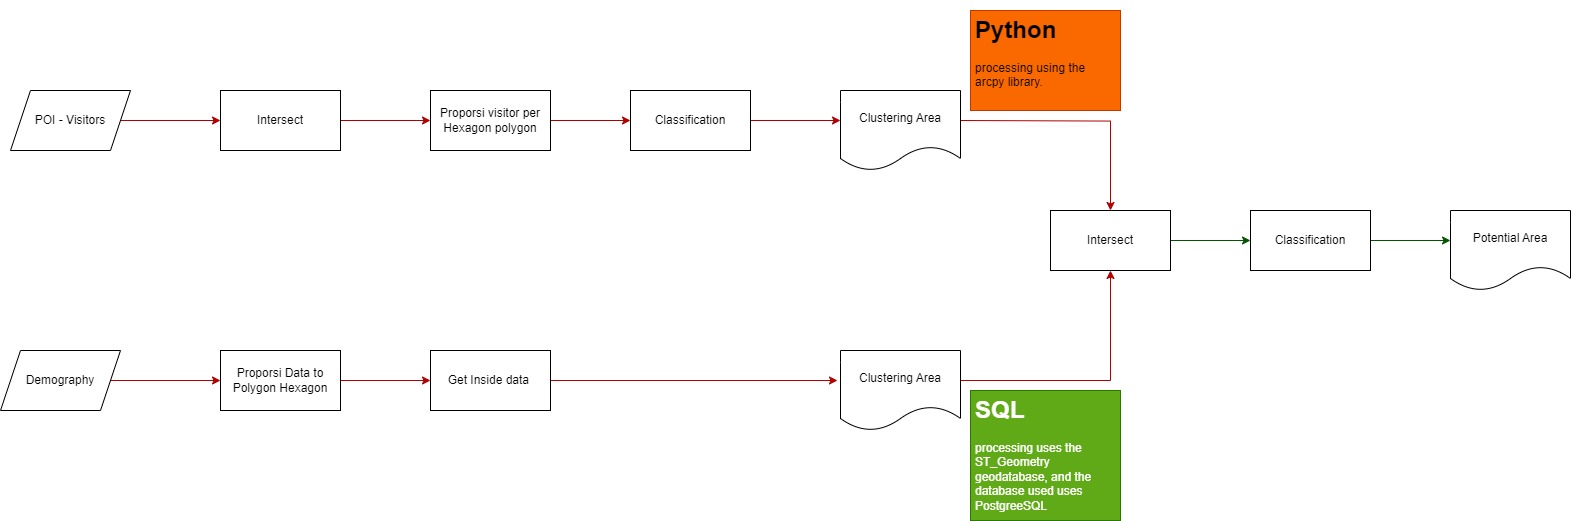 Python
processing using the
arcpy library.
POI - Visitors
Intersect
Proporsi visitor per
Hexagon polygon
Classification
Clustering Area
Intersect
Classification
Potential Area
Demography
Proporsi Data to
Polygon Hexagon
Get Inside data
Clustering Area
SQL
processing uses the
ST_Geometry
geodatabase, and the
database used uses
PostgreeSQL